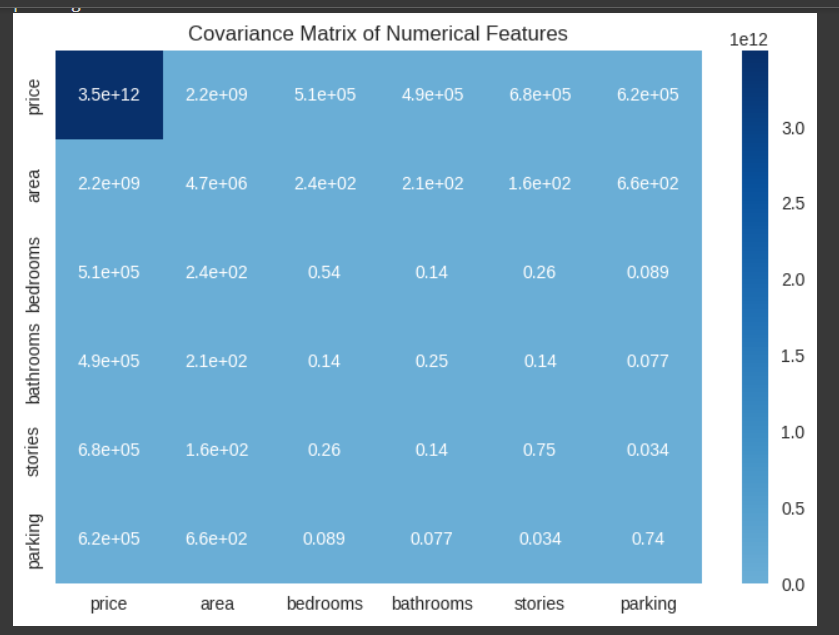 Covariance Matrix of Numerical Features
1e12
price 3.5e+12 2.2e+09 5.1e+05 4.9e+05 6.8e+05 6.2e+05
area 2.2e+09 4.7e+06 2.4e+02 2.1e+02 1.6e+02 6.6e+02
bedrooms 5.1e+05 2.4e+02 0.54 0.14 0.26 0.089
bathrooms 4.9e+05 2.1e+02 0.14 0.25 0.14 0.077
stories 6.8e+05 1.6e+02 0.26 0.14 0.75 0.034
parking 6.2e+05 6.6e+02 0.089 0.077 0.034 0.74
price area bedrooms bathrooms stories parking
3.0
2.5
2.0
1.5
1.0
0.5
0.0